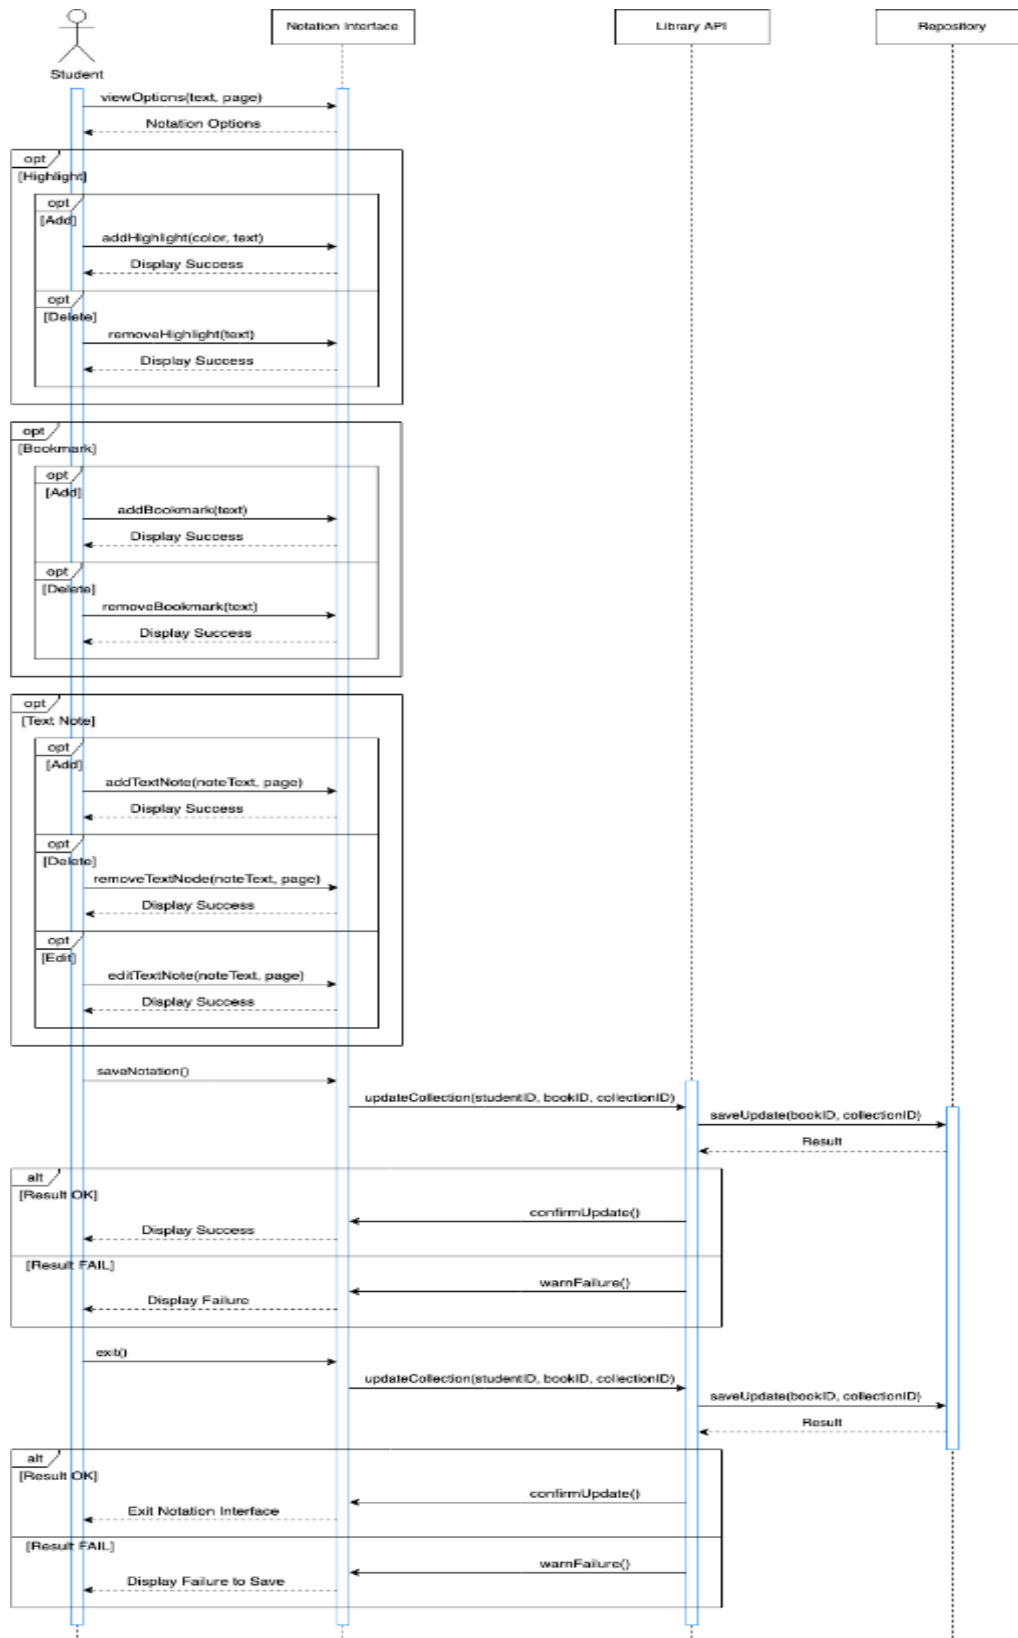 Notation Interface
Library API
Repository
Student
viewOptions(text, page)
Notation Options
opt
[Highlight]
opt
[Add]
addHighlight(color, text)
Display Success
opt
[Delete]
removeHighlight(text)
Display Success
opt
[Bookmark]
opt
[Add]
addBookmark(text)
Display Success
opt
[Delete]
removeBookmark(text)
Display Success
opt
[Text Note]
opt
[Add]
addTextNote(noteText, page)
Display Success
opt
[Delete]
removeTextNode(noteText, page)
Display Success
opt
[Edit]
editTextNote(noteText, page)
Display Success
saveNotation()
updateCollection(studentID, bookID, collectionID)
saveUpdate(bookID, collectionID)
Result
alt
[Result OK]
confirmUpdate()
Display Success
[Result FAIL]
warnFailure()
Display Failure
exit()
updateCollection(studentID, bookID, collectionID)
saveUpdate(bookID, collectionID)
Result
alt
[Result OK]
confirmUpdate()
Exit Notation Interface
[Result FAIL]
warnFailure()
Display Failure to Save